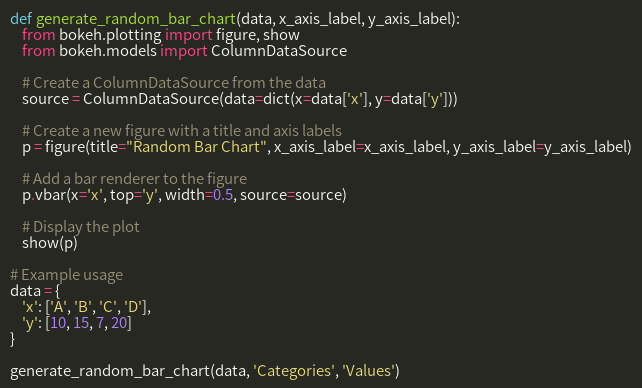 def generate_random_bar_chart(data, x_axis_label, y_axis_label):
    from bokeh.plotting import figure, show
    from bokeh.models import ColumnDataSource

    # Create a ColumnDataSource from the data
    source = ColumnDataSource(data=dict(x=data['x'], y=data['y']))

    # Create a new figure with a title and axis labels
    p = figure(title="Random Bar Chart", x_axis_label=x_axis_label, y_axis_label=y_axis_label)

    # Add a bar renderer to the figure
    p.vbar(x='x', top='y', width=0.5, source=source)

    # Display the plot
    show(p)

# Example usage
data = {
    'x': ['A', 'B', 'C', 'D'],
    'y': [10, 15, 7, 20]
}

generate_random_bar_chart(data, 'Categories', 'Values')